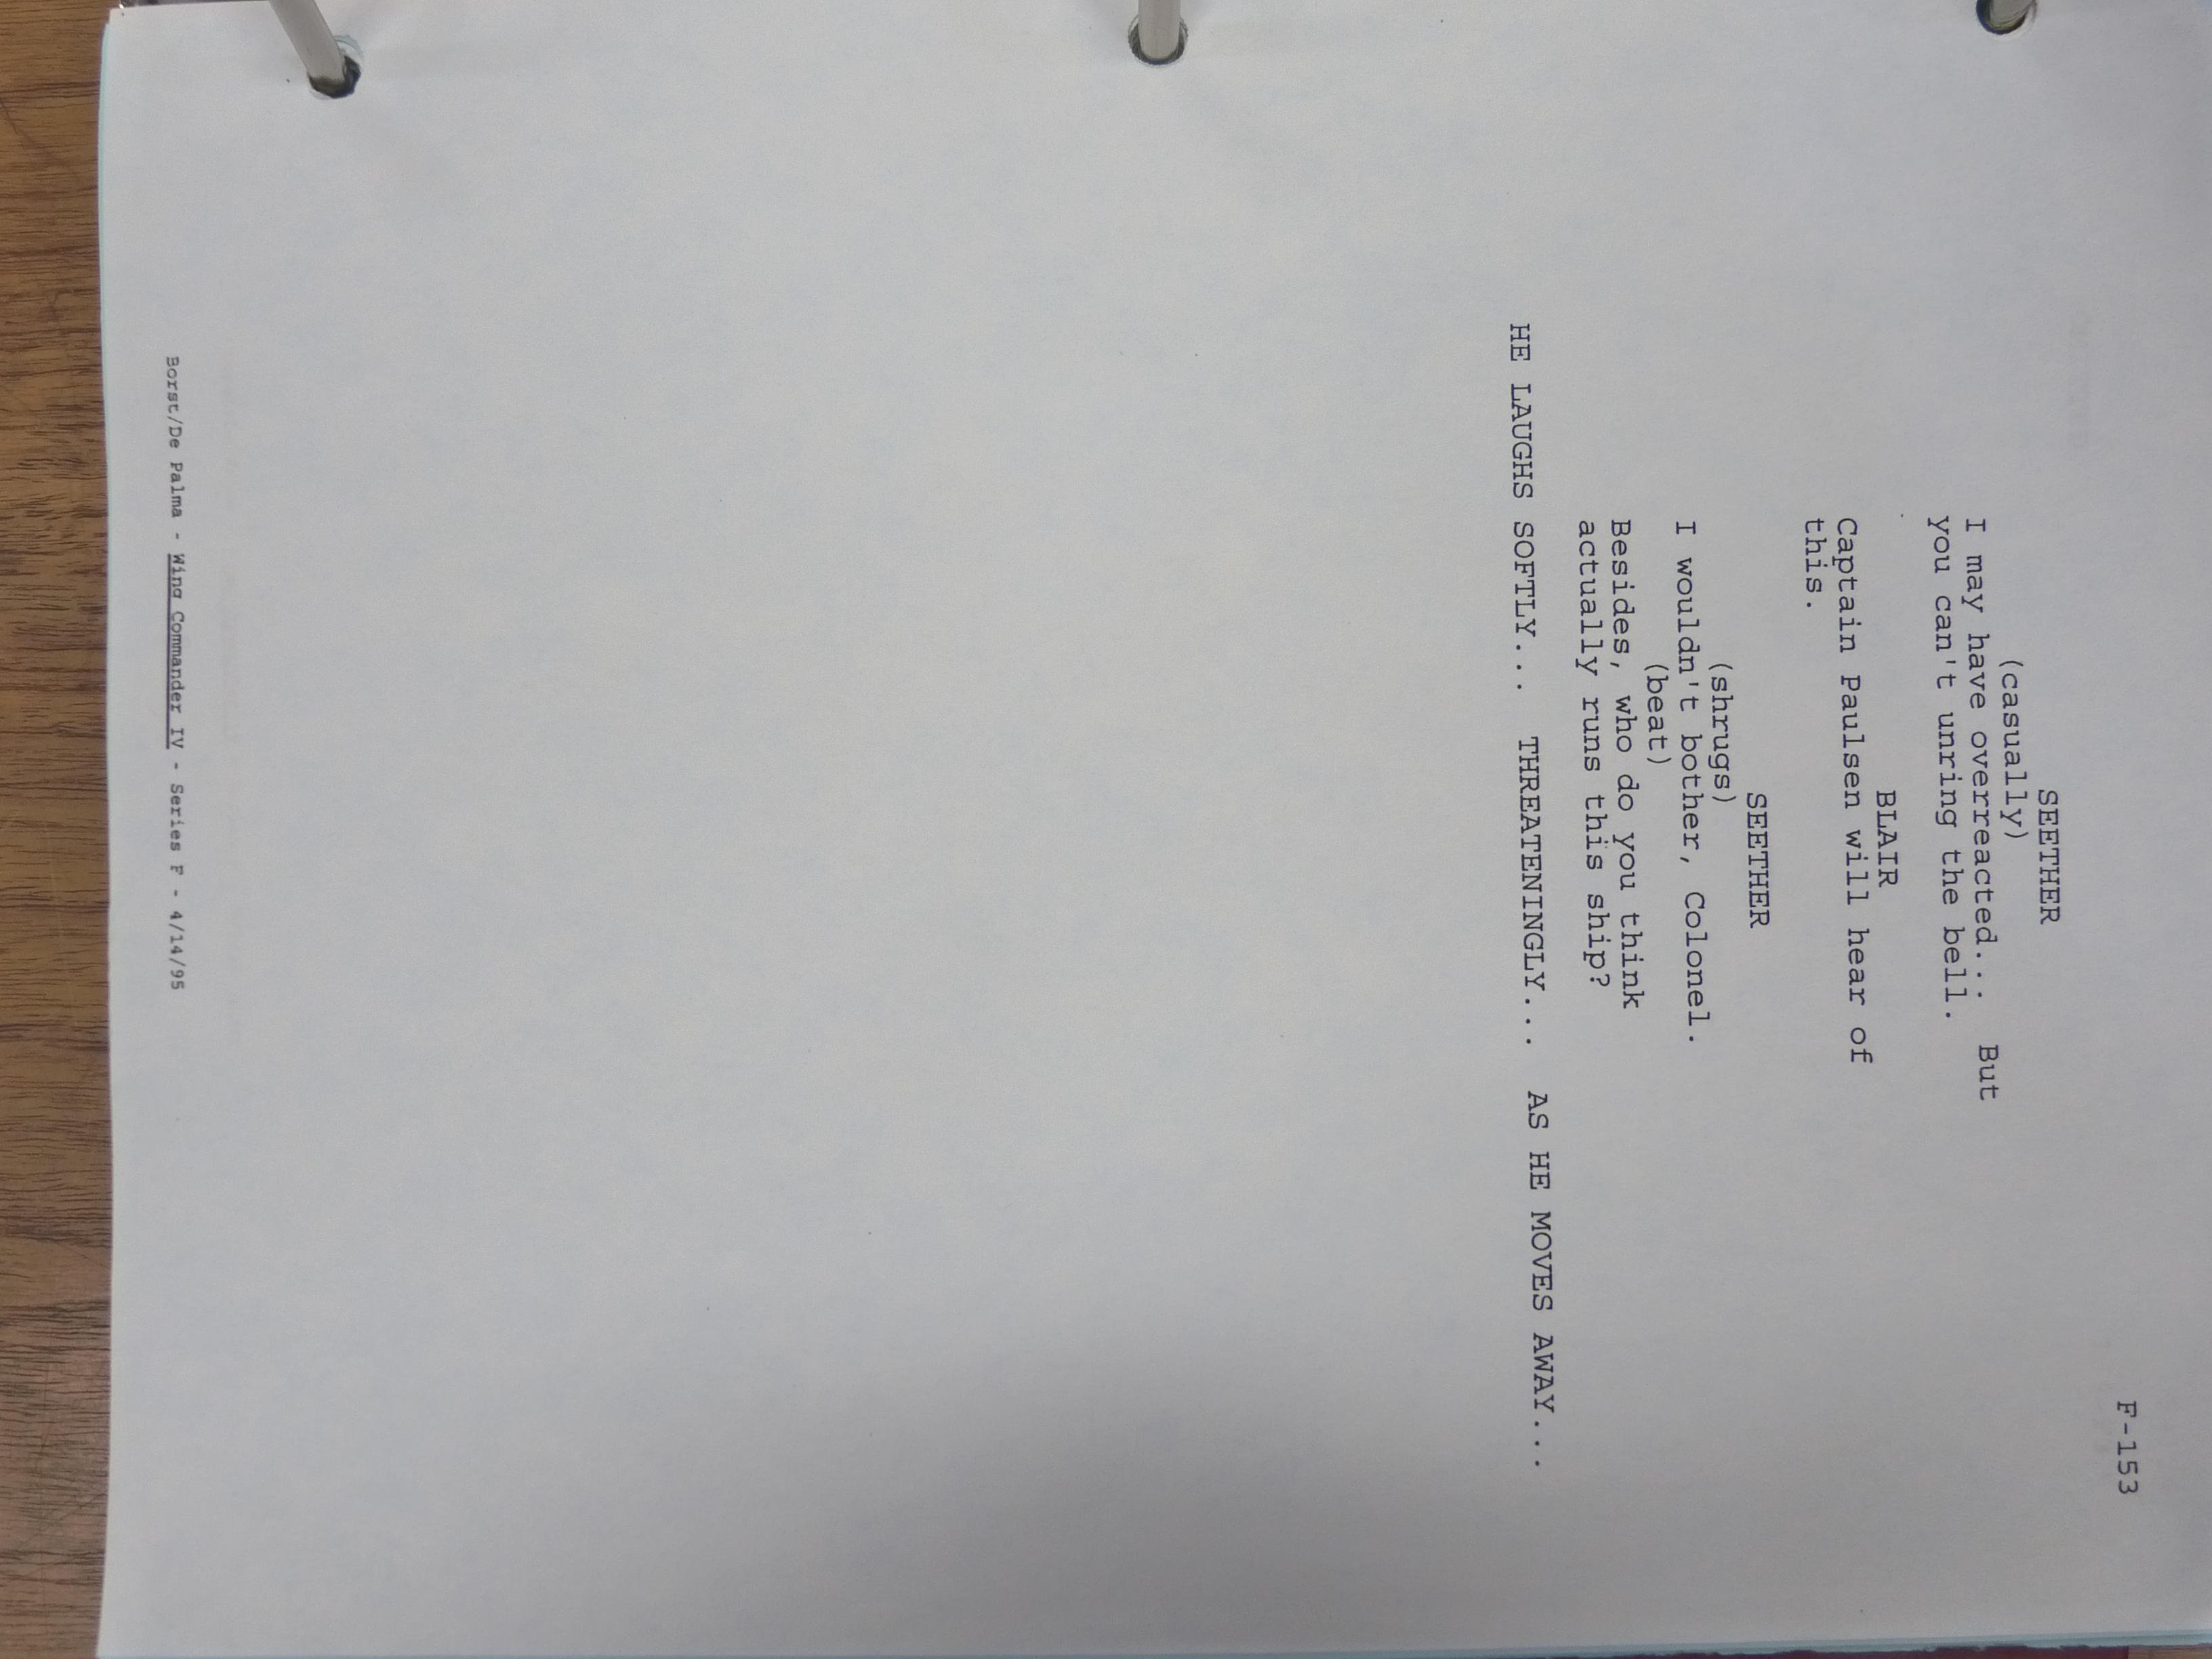 F-153
SEETHER
(casually)
I may have overreacted... But
you can't unring the bell.
BLAIR
Captain Paulsen will hear of
this.
SEETHER
(shrugs)
I wouldn't bother, Colonel.
(beat)
Besides, who do you think
actually runs this ship?
HE LAUGHS SOFTLY... THREATENINGLY... AS HE MOVES AWAY...
Borst/De Palma - Wing Commander IV - Series F - 4/14/95